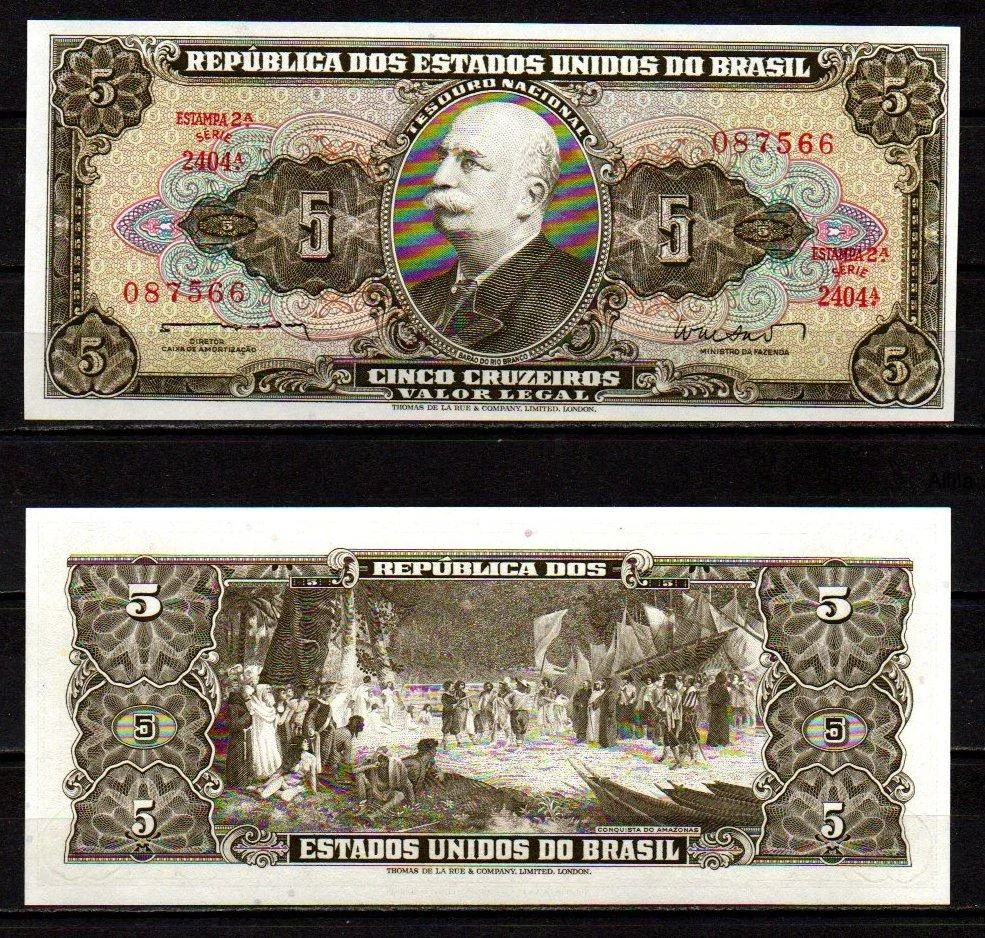 5
5
REPÚBLICA DOS ESTADOS UNIDOS DO BRASIL
TESOURO NACIONAL
ESTAMPA 2A
SÉRIE
2404A
087566
5
5
5
5
ESTAMPA 2A
SÉRIE
2404A
087566
DIRETOR
CAIXA DE AMORTIZAÇÃO
MINISTRO DA FAZENDA
BARÃO DO RIO BRANCO
5
5
CINCO CRUZEIROS
VALOR LEGAL
THOMAS DE LA RUE & COMPANY, LIMITED, LONDON.
REPÚBLICA DOS
5
5
5
5
5
5
5
5
CONQUISTA DO AMAZONAS
ESTADOS UNIDOS DO BRASIL
THOMAS DE LA RUE & COMPANY, LIMITED, LONDON.